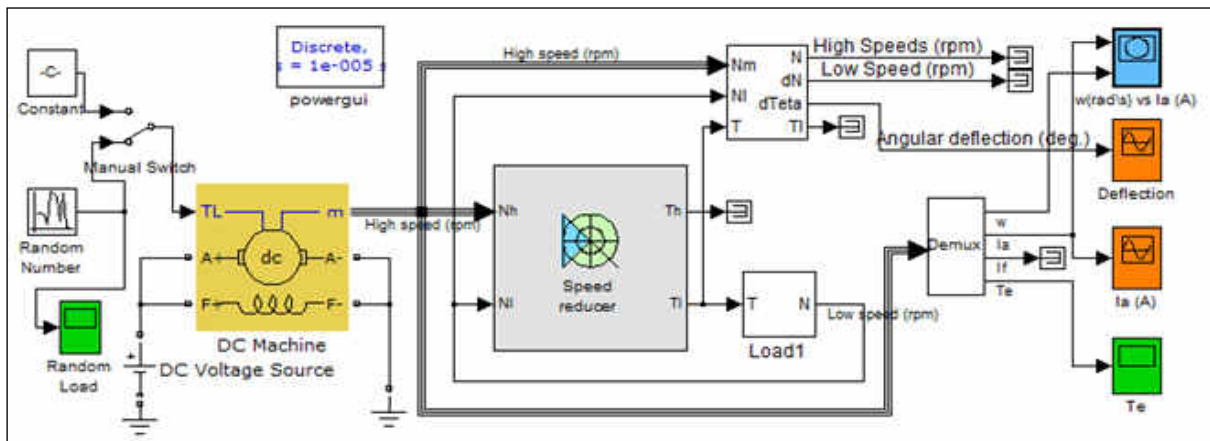 -C-
Constant
Discrete,
s = 1e-005 s
powergui
Manual Switch
Random
Number
Random
Load
TL
m
A+
dc
A-
F+
F-
DC Machine
DC Voltage Source
+
High speed (rpm)
High speed (rpm)
Nm
Nl
T
N
dN
dTeta
Tl
High Speeds (rpm)
Low Speed (rpm)
Angular deflection (deg.)
Nh
Nl
Th
Tl
Speed
reducer
T
N
Load1
Low speed (rpm)
Demux
w
Ia
If
Te
w(rad\s) vs Ia (A)
Deflection
Ia (A)
Te